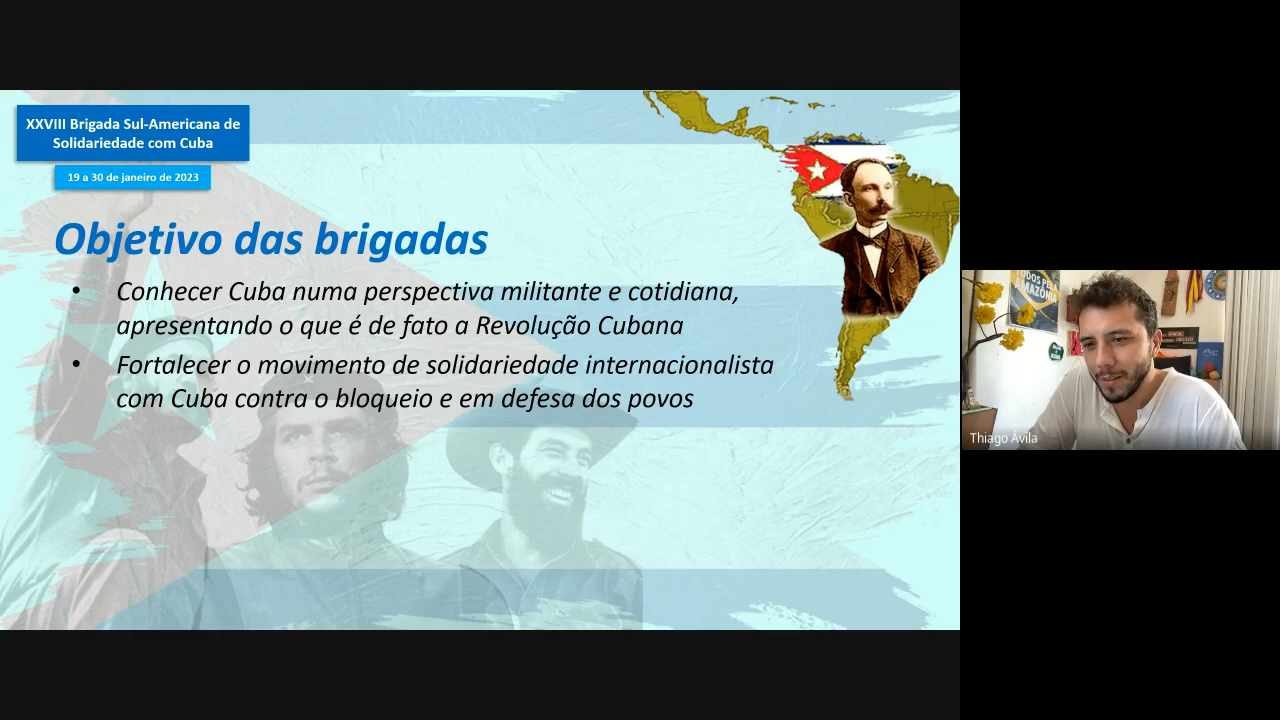 XXVIII Brigada Sul-Americana de
Solidariedade com Cuba
19 a 30 de janeiro de 2023
Objetivo das brigadas
• Conhecer Cuba numa perspectiva militante e cotidiana,
apresentando o que é de fato a Revolução Cubana
• Fortalecer o movimento de solidariedade internacionalista
com Cuba contra o bloqueio e em defesa dos povos
AMAZÔNIA
Thiago Ávila